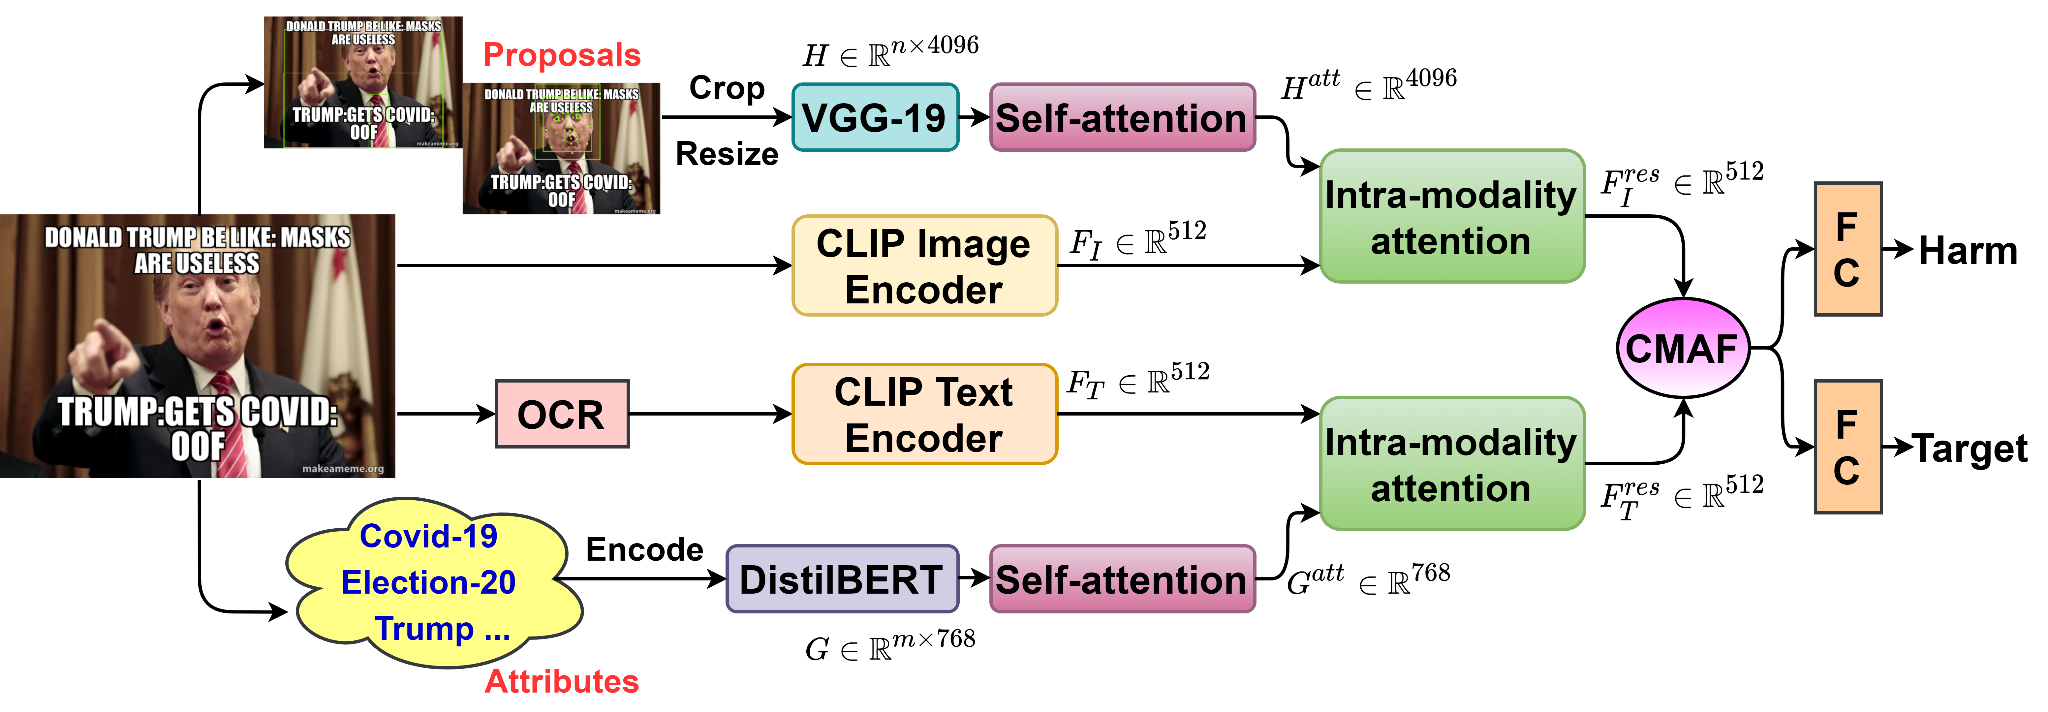 DONALD TRUMP BE LIKE: MASKS
ARE USELESS
TRUMP:GETS COVID:
OOF
makeameme.org
Proposals
DONALD TRUMP BE LIKE: MASKS
ARE USELESS
TRUMP:GETS COVID:
OOF
makeameme.org
Crop
Resize
H ∈ ℝ^{n×4096}
VGG-19
Self-attention
H^{att} ∈ ℝ^{4096}
DONALD TRUMP BE LIKE: MASKS
ARE USELESS
TRUMP:GETS COVID:
OOF
makeameme.org
CLIP Image
Encoder
F_I ∈ ℝ^{512}
Intra-modality
attention
F_I^{res} ∈ ℝ^{512}
OCR
CLIP Text
Encoder
F_T ∈ ℝ^{512}
Intra-modality
attention
F_T^{res} ∈ ℝ^{512}
CMAF
F
C
Harm
F
C
Target
Covid-19
Election-20
Trump ...
Attributes
Encode
DistilBERT
G ∈ ℝ^{m×768}
Self-attention
G^{att} ∈ ℝ^{768}